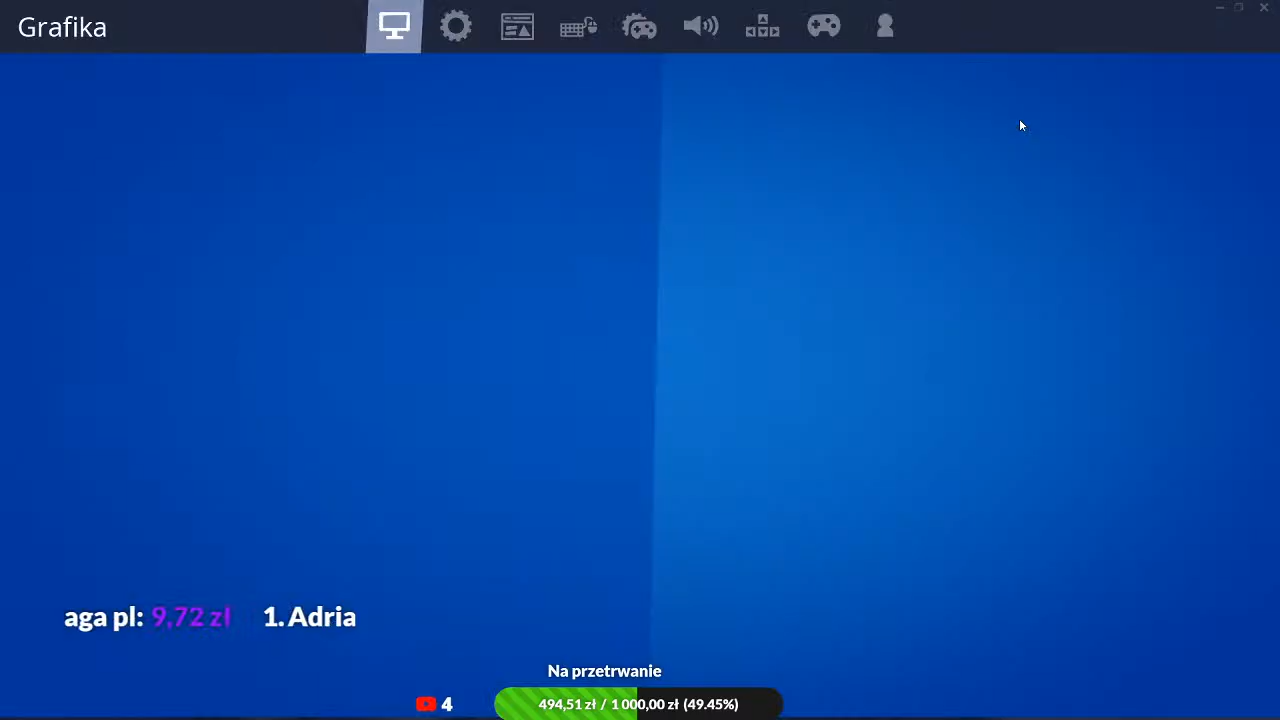 Grafika
aga pl: 9,72 zł 1. Adria
Na przetrwanie
4
494,51 zł / 1 000,00 zł (49.45%)